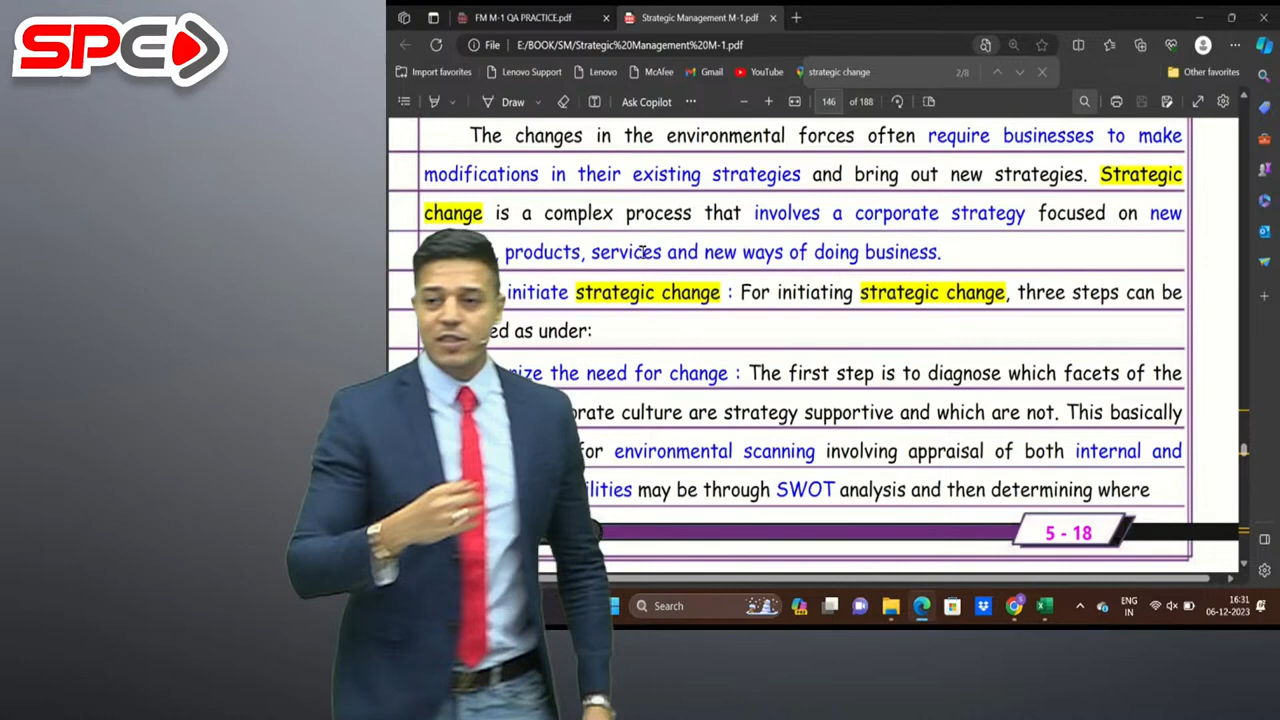 SPC
FM M-1 QA PRACTICE.pdf
Strategic Management M-1.pdf
File
E:/BOOK/SM/Strategic%20Management%20M-1.pdf
Import favorites
Lenovo Support
Lenovo
McAfee
Gmail
YouTube
strategic change
2/8
Other favorites
Draw
Ask Copilot
146
of 188
The changes in the environmental forces often require businesses to make
modifications in their existing strategies and bring out new strategies. Strategic
change is a complex process that involves a corporate strategy focused on new
, products, services and new ways of doing business.
initiate strategic change : For initiating strategic change, three steps can be
ed as under:
nize the need for change : The first step is to diagnose which facets of the
orate culture are strategy supportive and which are not. This basically
for environmental scanning involving appraisal of both internal and
ilities may be through SWOT analysis and then determining where
5 - 18
Search
ENG
IN
16:31
06-12-2023